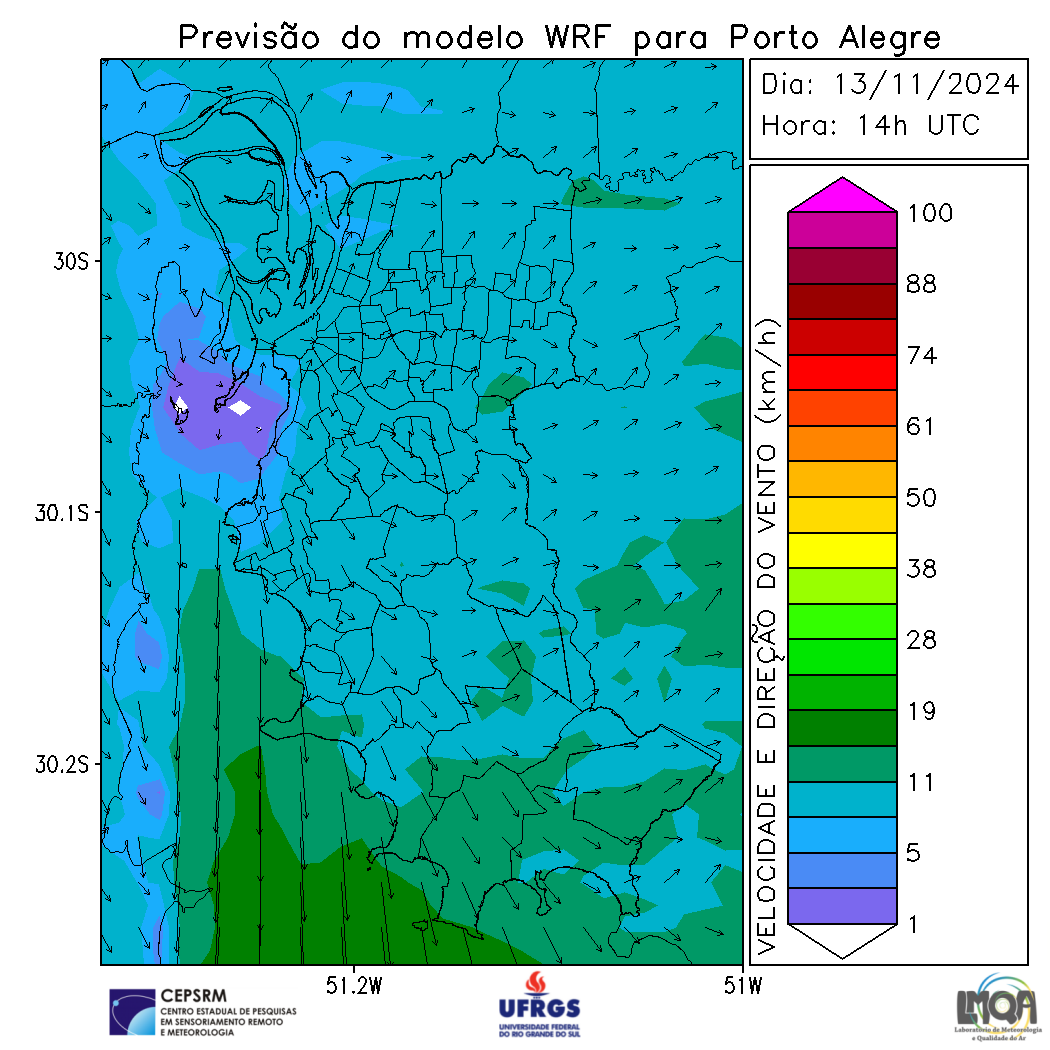 Previsão do modelo WRF para Porto Alegre
Dia: 13/11/2024
Hora: 14h UTC
30S
30.1S
30.2S
51.2W
51W
VELOCIDADE E DIREÇÃO DO VENTO (km/h)
100
88
74
61
50
38
28
19
11
5
1
CEPSRM
CENTRO ESTADUAL DE PESQUISAS
EM SENSORIAMENTO REMOTO
E METEOROLOGIA
UFRGS
UNIVERSIDADE FEDERAL
DO RIO GRANDE DO SUL
LMQA
Laboratório de Meteorologia
e Qualidade do Ar